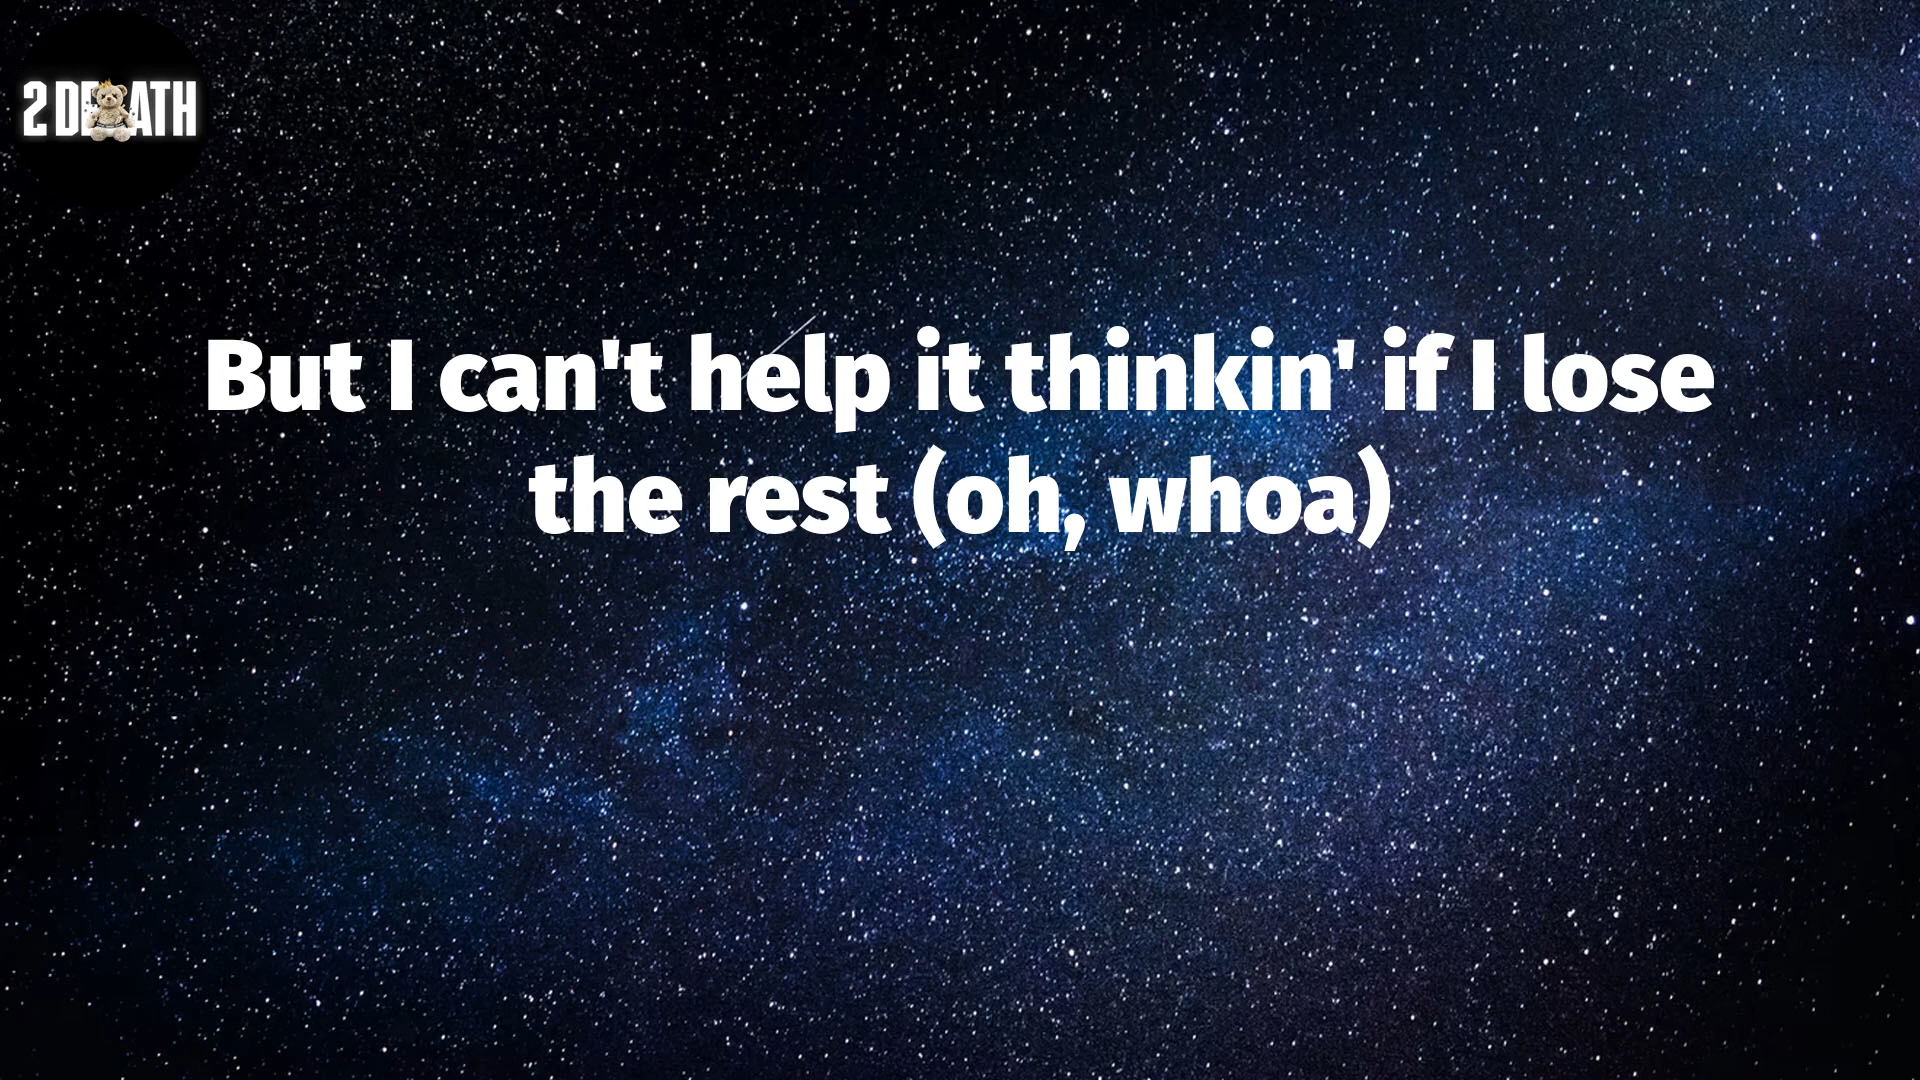 2 DEATH
But I can't help it thinkin' if I lose
the rest (oh, whoa)